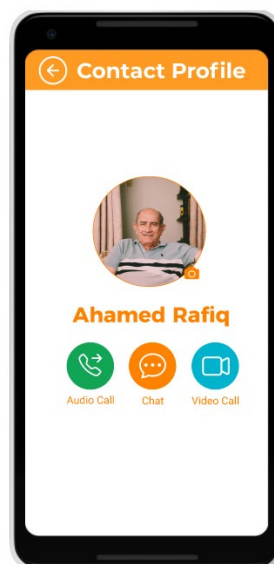 Contact Profile
Ahamed Rafiq
Audio Call
Chat
Video Call